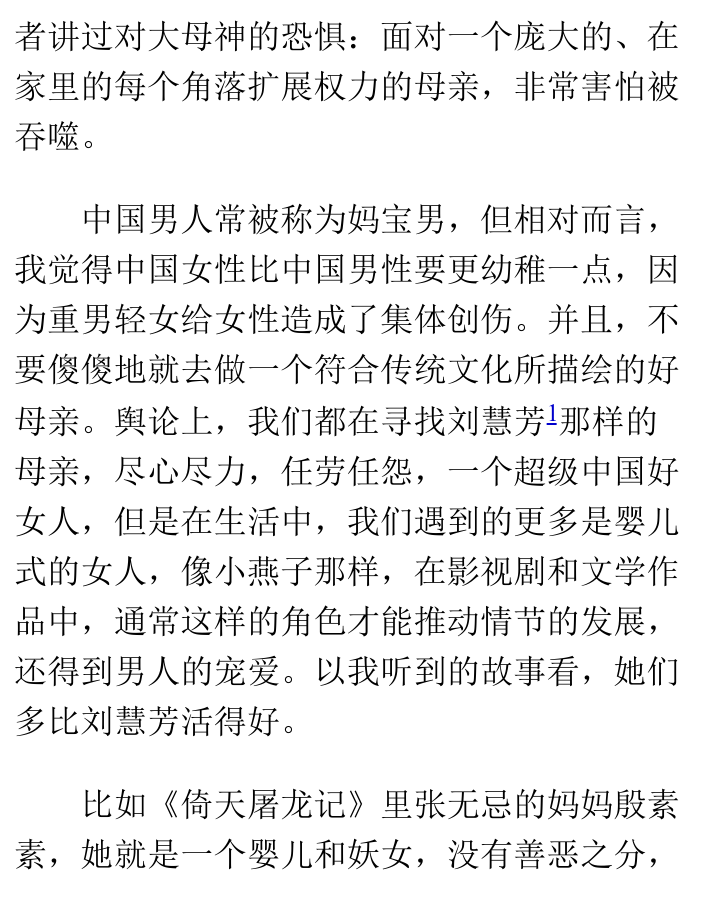 者讲过对大母神的恐惧：面对一个庞大的、在
家里的每个角落扩展权力的母亲，非常害怕被
吞噬。
中国男人常被称为妈宝男，但相对而言，
我觉得中国女性比中国男性要更幼稚一点，因
为重男轻女给女性造成了集体创伤。并且，不
要傻傻地就去做一个符合传统文化所描绘的好
母亲。舆论上，我们都在寻找刘慧芳1那样的
母亲，尽心尽力，任劳任怨，一个超级中国好
女人，但是在生活中，我们遇到的更多是婴儿
式的女人，像小燕子那样，在影视剧和文学作
品中，通常这样的角色才能推动情节的发展，
还得到男人的宠爱。以我听到的故事看，她们
多比刘慧芳活得好。
比如《倚天屠龙记》里张无忌的妈妈殷素
素，她就是一个婴儿和妖女，没有善恶之分，